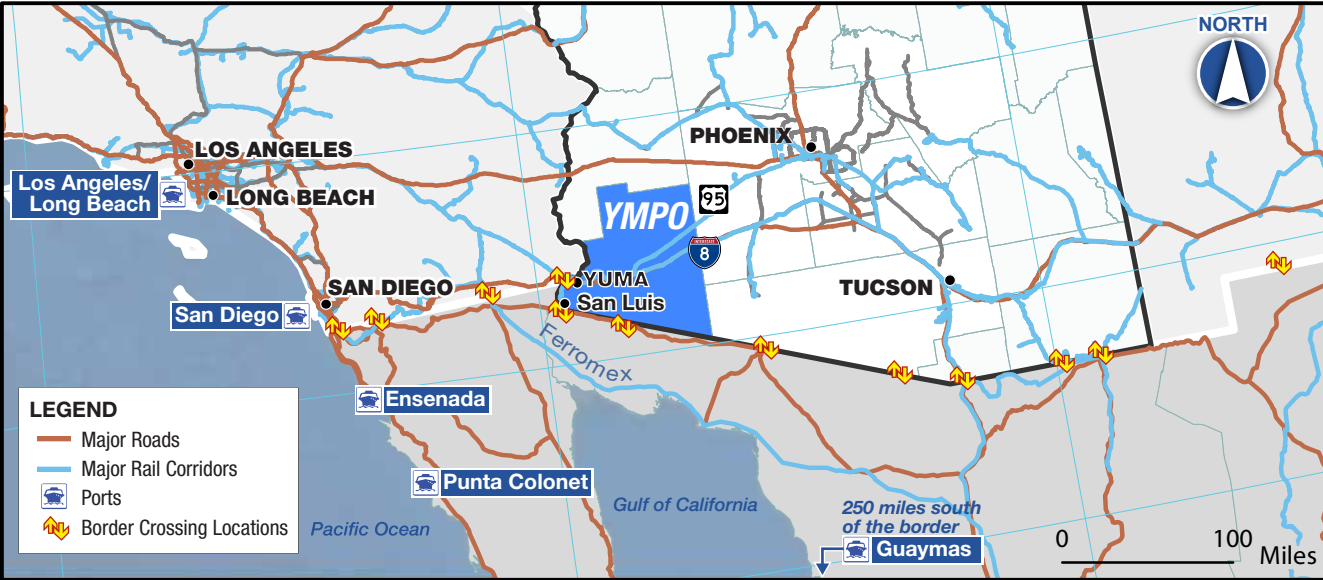 NORTH
LOS ANGELES
Los Angeles/
Long Beach
LONG BEACH
PHOENIX
YMPO
95
INTERSTATE
8
YUMA
San Luis
SAN DIEGO
San Diego
TUCSON
Ferromex
Ensenada
Punta Colonet
Gulf of California
Pacific Ocean
250 miles south
of the border
Guaymas
LEGEND
Major Roads
Major Rail Corridors
Ports
Border Crossing Locations
0 100 Miles